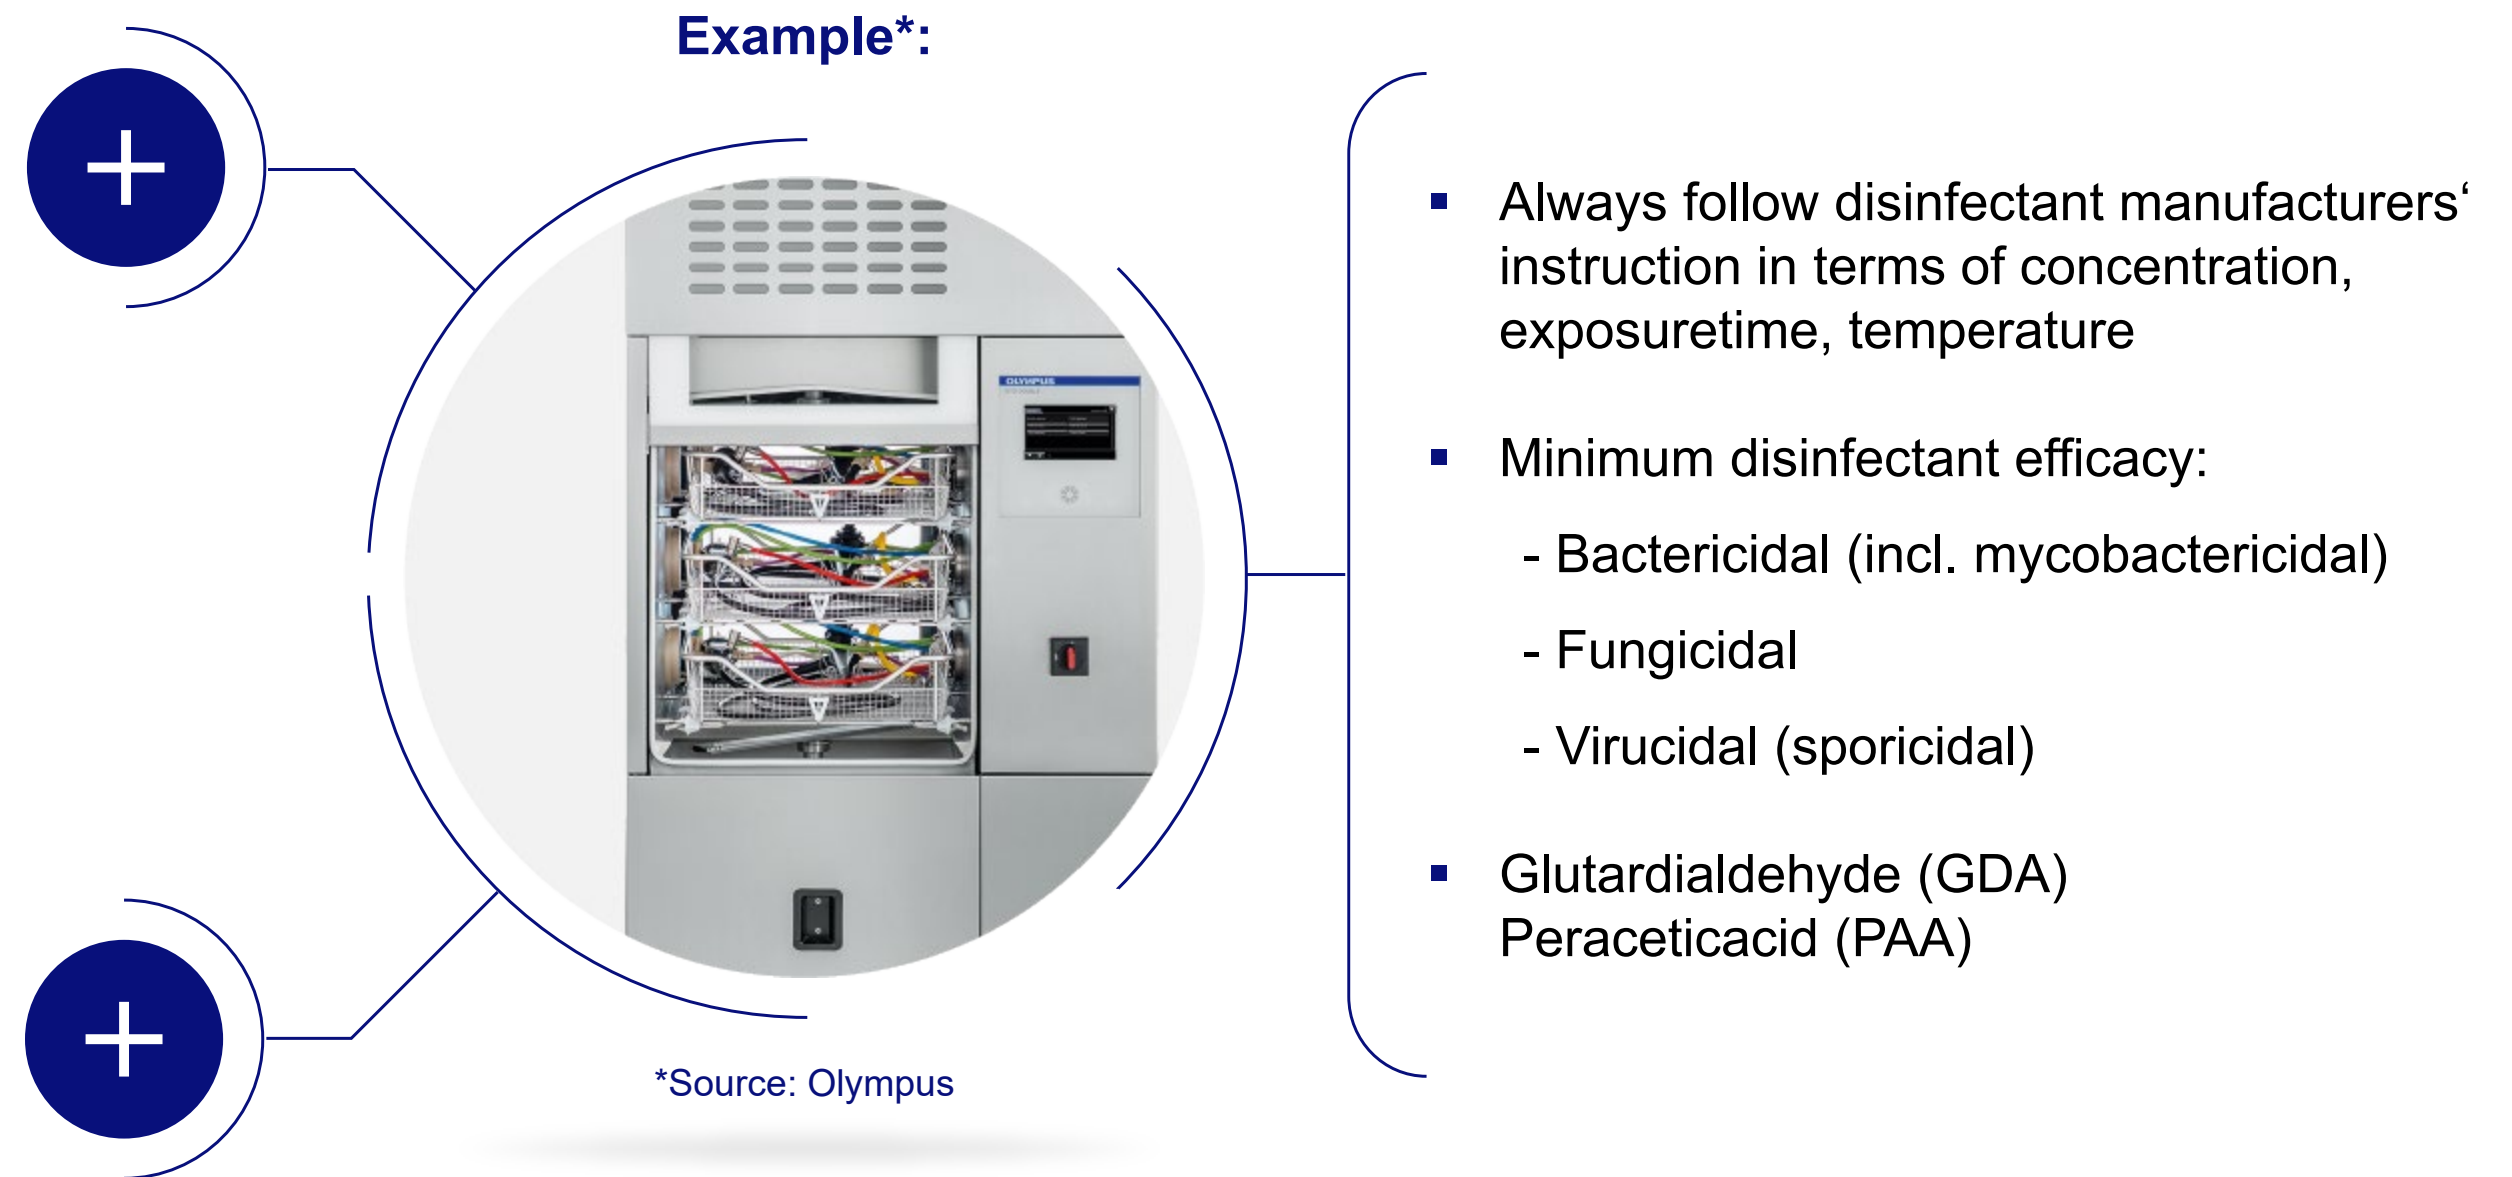 Example*:
OLYMPUS
▪ Always follow disinfectant manufacturers‘
instruction in terms of concentration,
exposuretime, temperature
▪ Minimum disinfectant efficacy:
- Bactericidal (incl. mycobactericidal)
- Fungicidal
- Virucidal (sporicidal)
▪ Glutardialdehyde (GDA)
Peraceticacid (PAA)
*Source: Olympus